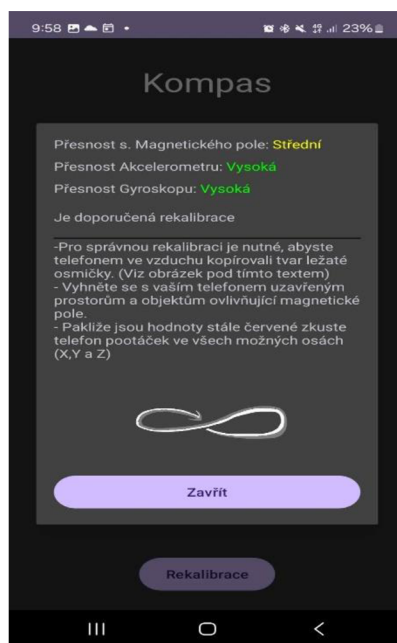 9:58
4G 23%
Kompas
Přesnost s. Magnetického pole: Střední
Přesnost Akcelerometru: Vysoká
Přesnost Gyroskopu: Vysoká
Je doporučená rekalibrace
-Pro správnou rekalibraci je nutné, abyste
telefonem ve vzduchu kopírovali tvar ležaté
osmičky. (Viz obrázek pod tímto textem)
- Vyhněte se s vaším telefonem uzavřeným
prostorům a objektům ovlivňující magnetické
pole.
- Pakliže jsou hodnoty stále červené zkuste
telefon pootáček ve všech možných osách
(X,Y a Z)
Zavřít
Rekalibrace